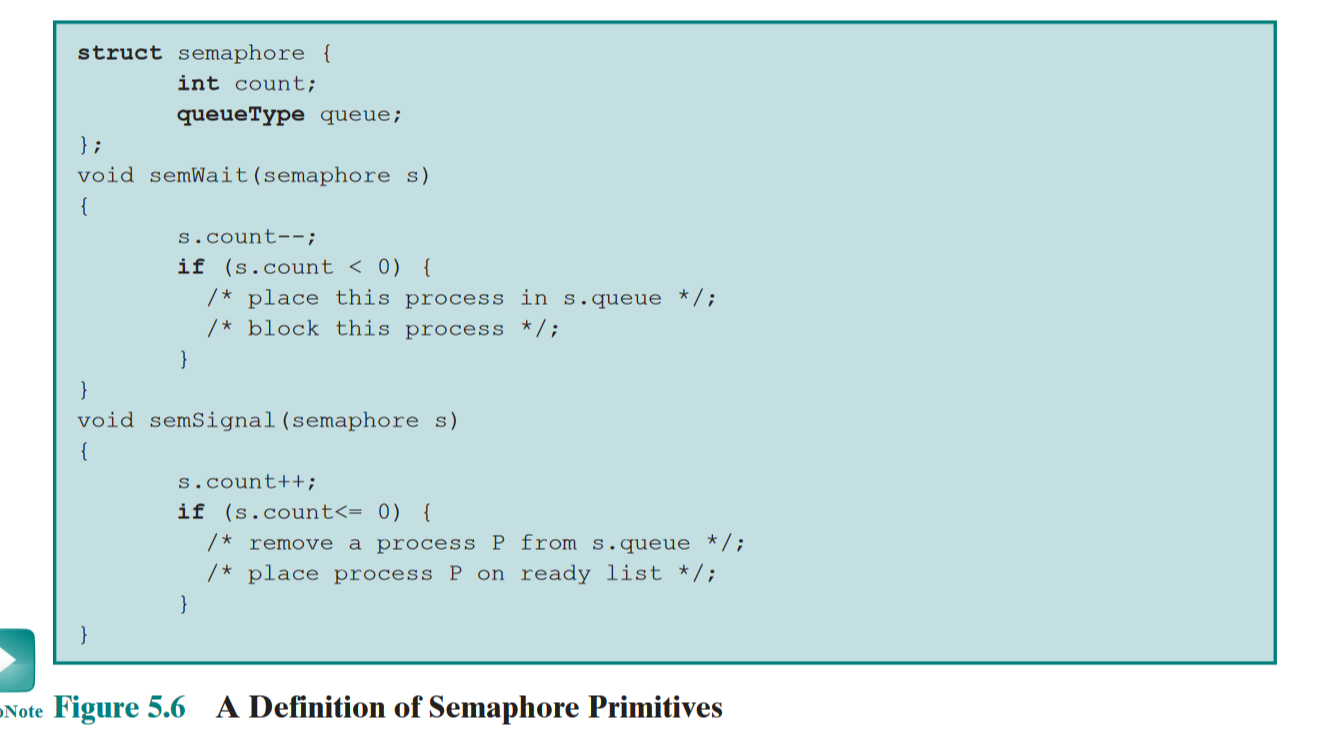 struct semaphore {
int count;
queueType queue;
};
void semWait(semaphore s)
{
s.count--;
if (s.count < 0) {
/* place this process in s.queue */;
/* block this process */;
}
}
void semSignal(semaphore s)
{
s.count++;
if (s.count<= 0) {
/* remove a process P from s.queue */;
/* place process P on ready list */;
}
}
Note Figure 5.6 A Definition of Semaphore Primitives